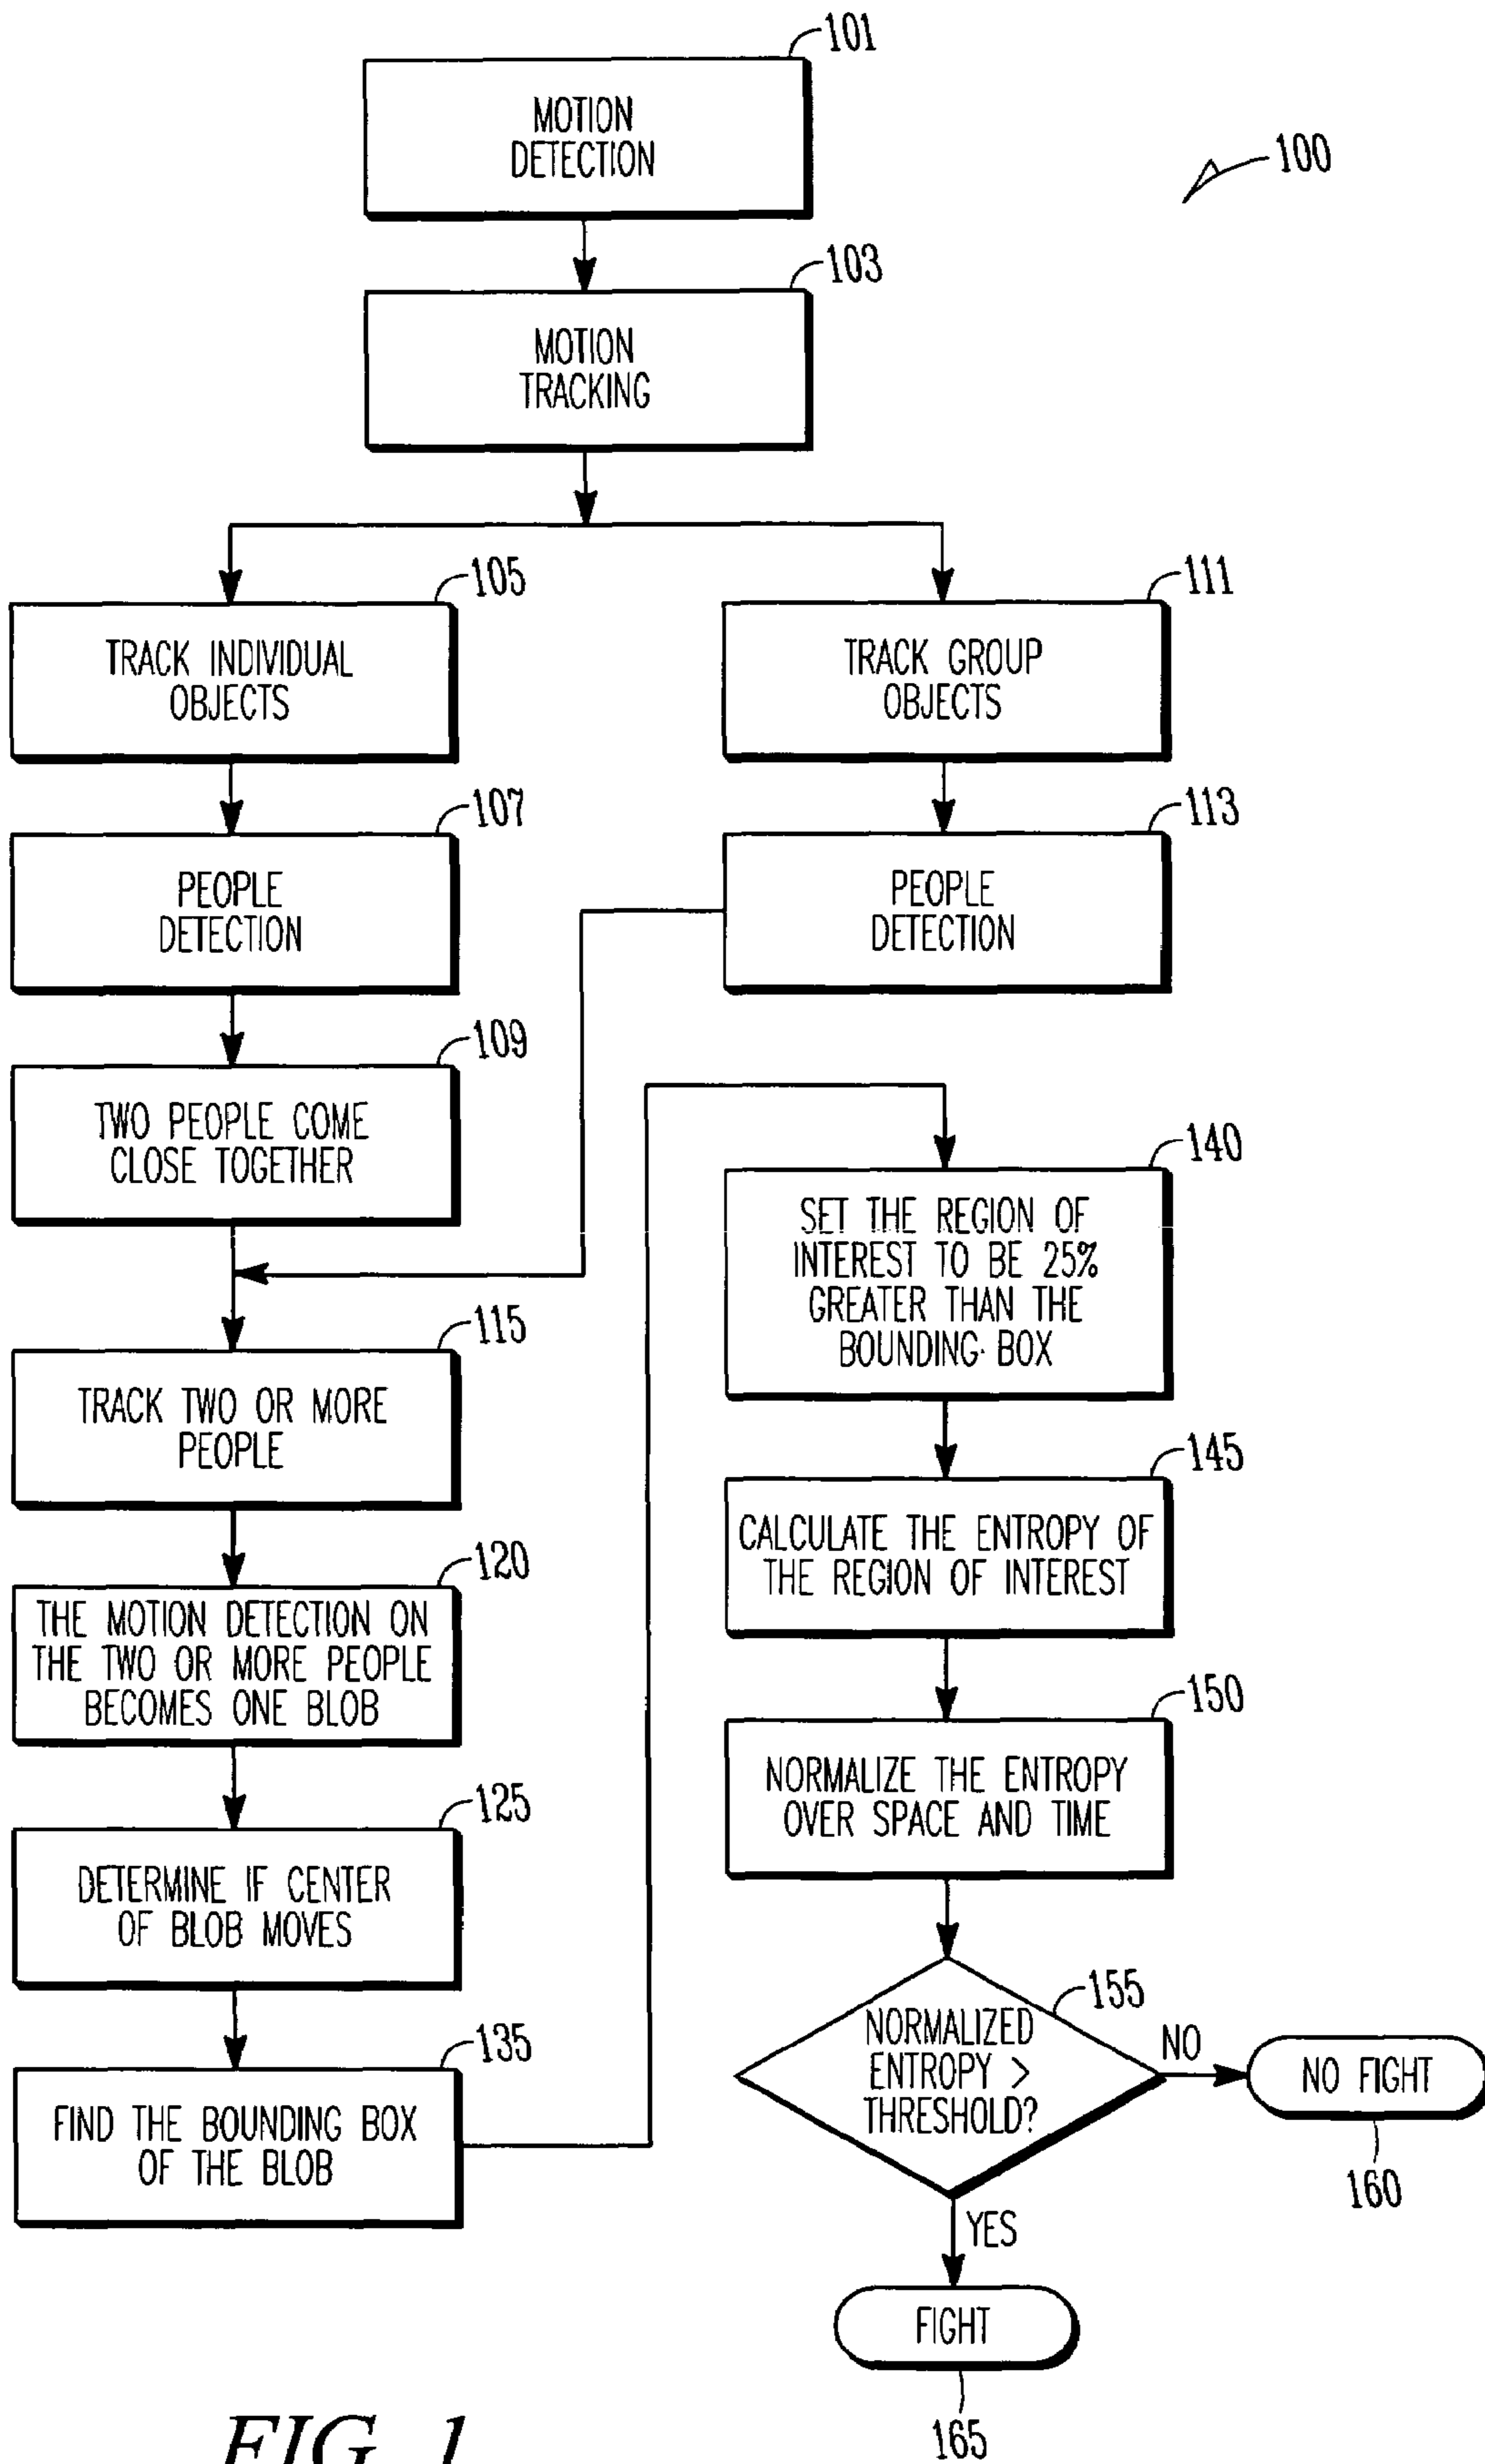 101
MOTION
DETECTION
100
103
MOTION
TRACKING
105
TRACK INDIVIDUAL
OBJECTS
111
TRACK GROUP
OBJECTS
107
PEOPLE
DETECTION
113
PEOPLE
DETECTION
109
TWO PEOPLE COME
CLOSE TOGETHER
115
TRACK TWO OR MORE
PEOPLE
120
THE MOTION DETECTION ON
THE TWO OR MORE PEOPLE
BECOMES ONE BLOB
125
DETERMINE IF CENTER
OF BLOB MOVES
135
FIND THE BOUNDING BOX
OF THE BLOB
140
SET THE REGION OF
INTEREST TO BE 25%
GREATER THAN THE
BOUNDING BOX
145
CALCULATE THE ENTROPY OF
THE REGION OF INTEREST
150
NORMALIZE THE ENTROPY
OVER SPACE AND TIME
155
NORMALIZED
ENTROPY >
THRESHOLD?
NO
NO FIGHT
160
YES
FIGHT
165
FIG. 1